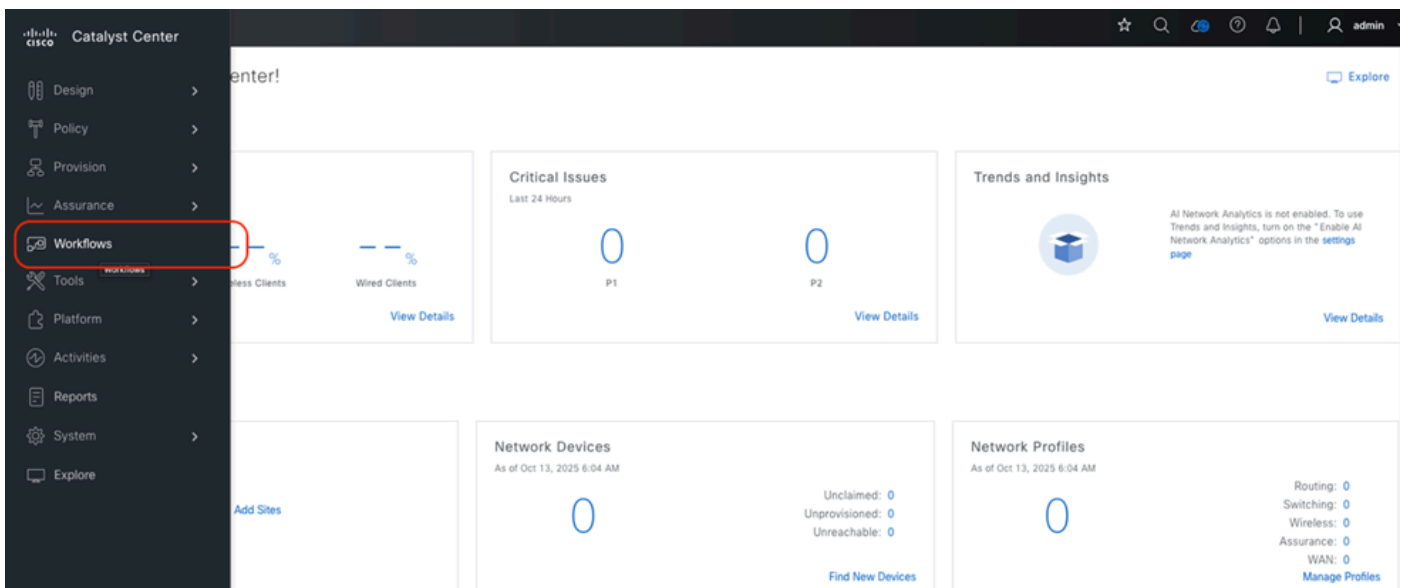 CISCO
Catalyst Center
admin
Design
Policy
Provision
Assurance
Workflows
Workflows
Tools
Platform
Activities
Reports
System
Explore
enter!
Explore
-- %
-- %
eless Clients
Wired Clients
View Details
Critical Issues
Last 24 Hours
0
0
P1
P2
View Details
Trends and Insights
AI Network Analytics is not enabled. To use
Trends and Insights, turn on the "Enable AI
Network Analytics" options in the settings
page
View Details
Add Sites
Network Devices
As of Oct 13, 2025 6:04 AM
0
Unclaimed: 0
Unprovisioned: 0
Unreachable: 0
Find New Devices
Network Profiles
As of Oct 13, 2025 6:04 AM
0
Routing: 0
Switching: 0
Wireless: 0
Assurance: 0
WAN: 0
Manage Profiles